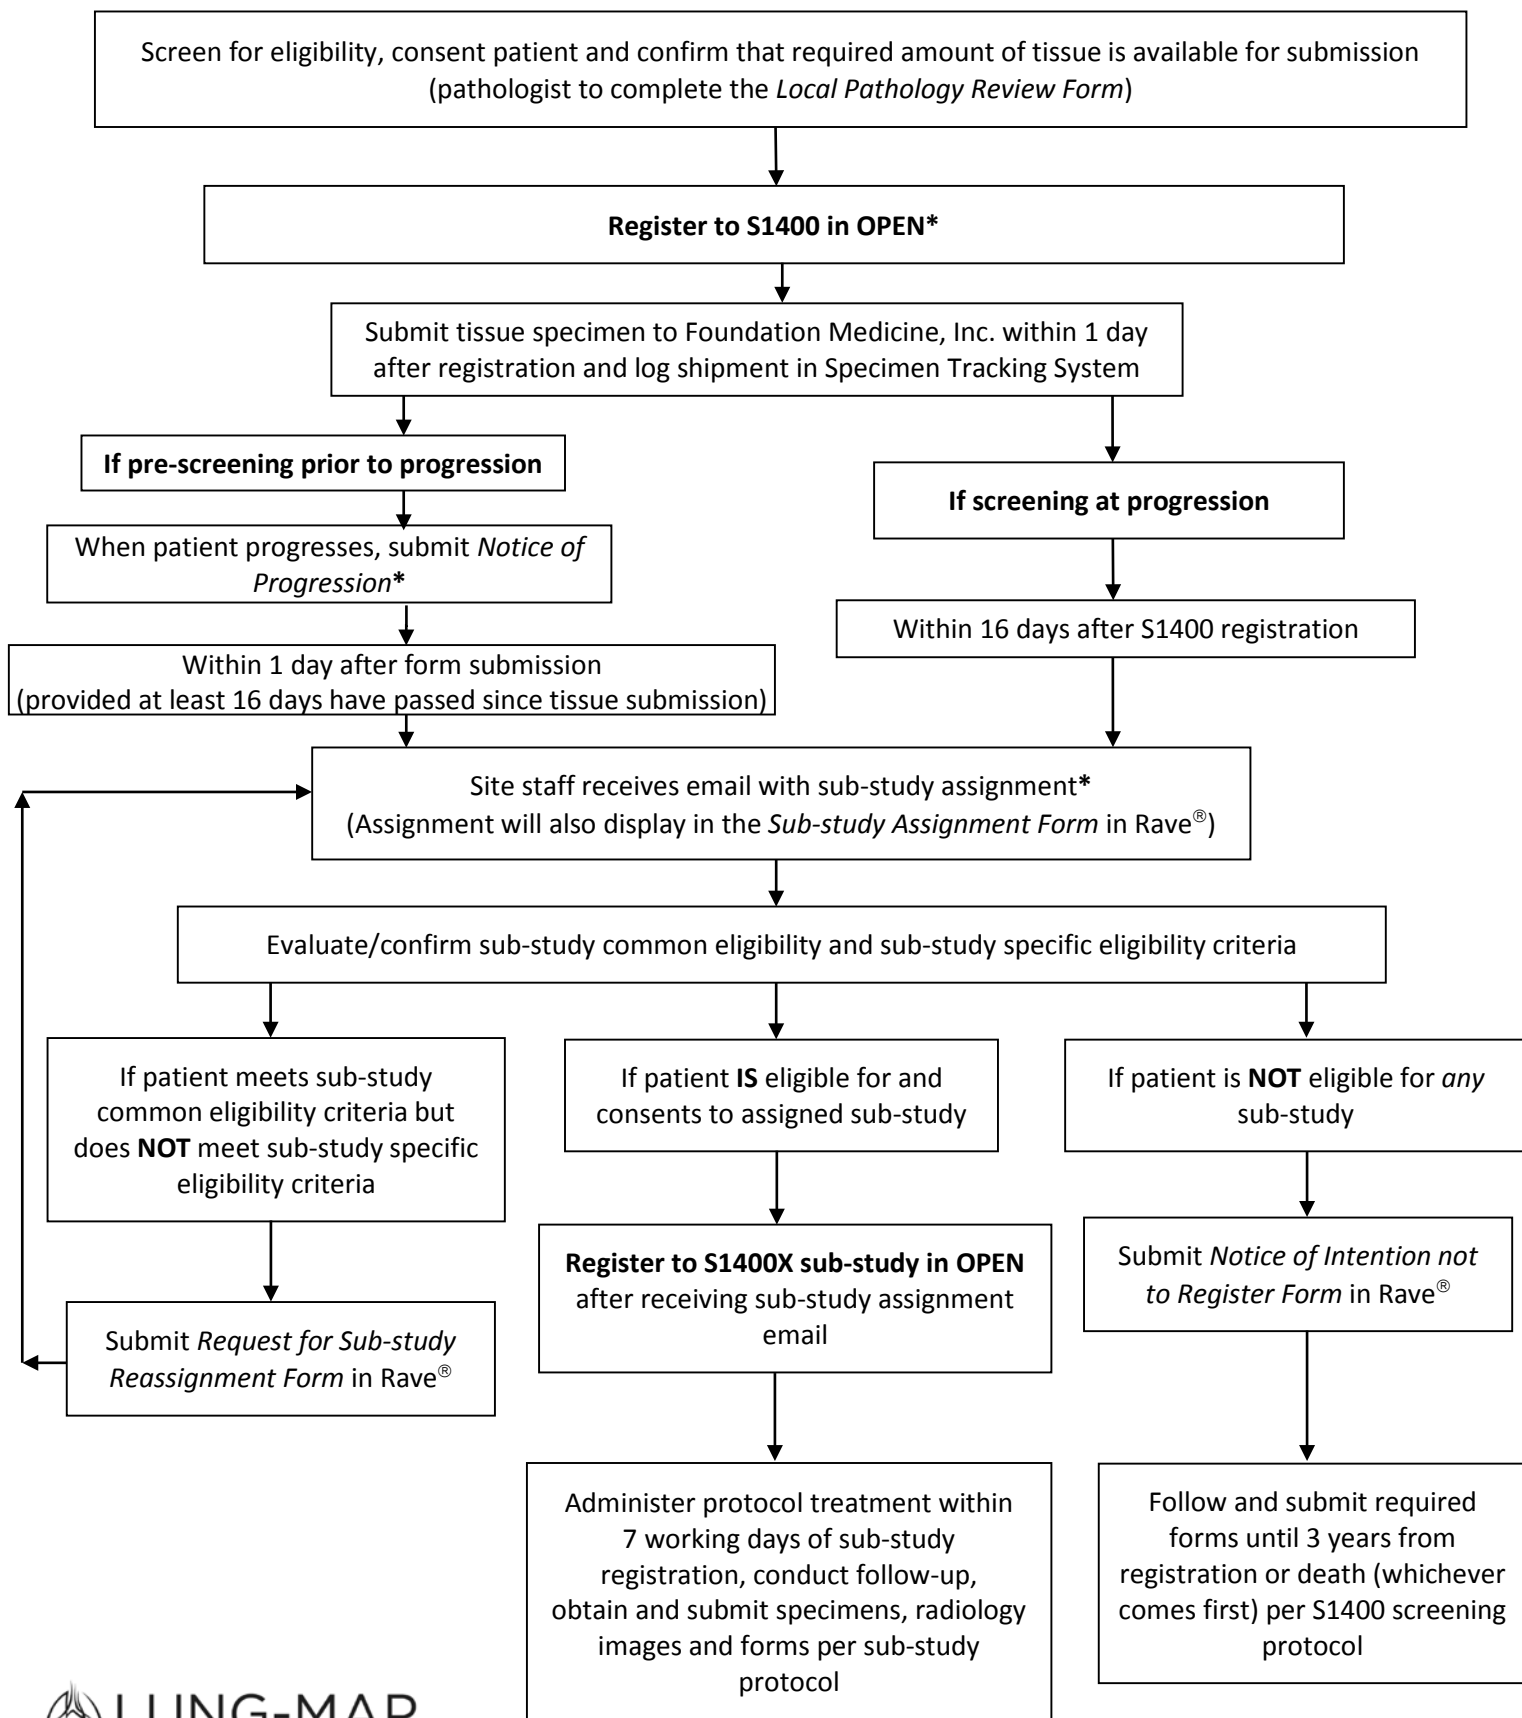 Screen for eligibility, consent patient and confirm that required amount of tissue is available for submission
(pathologist to complete the Local Pathology Review Form)
Register to S1400 in OPEN*
Submit tissue specimen to Foundation Medicine, Inc. within 1 day
after registration and log shipment in Specimen Tracking System
If pre-screening prior to progression
When patient progresses, submit Notice of
Progression*
Within 1 day after form submission
(provided at least 16 days have passed since tissue submission)
If screening at progression
Within 16 days after S1400 registration
Site staff receives email with sub-study assignment*
(Assignment will also display in the Sub-study Assignment Form in Rave®)
Evaluate/confirm sub-study common eligibility and sub-study specific eligibility criteria
If patient meets sub-study
common eligibility criteria but
does NOT meet sub-study specific
eligibility criteria
Submit Request for Sub-study
Reassignment Form in Rave®
If patient IS eligible for and
consents to assigned sub-study
Register to S1400X sub-study in OPEN
after receiving sub-study assignment
email
Administer protocol treatment within
7 working days of sub-study
registration, conduct follow-up,
obtain and submit specimens, radiology
images and forms per sub-study
protocol
If patient is NOT eligible for any
sub-study
Submit Notice of Intention not
to Register Form in Rave®
Follow and submit required
forms until 3 years from
registration or death (whichever
comes first) per S1400 screening
protocol
LUNG-MAP